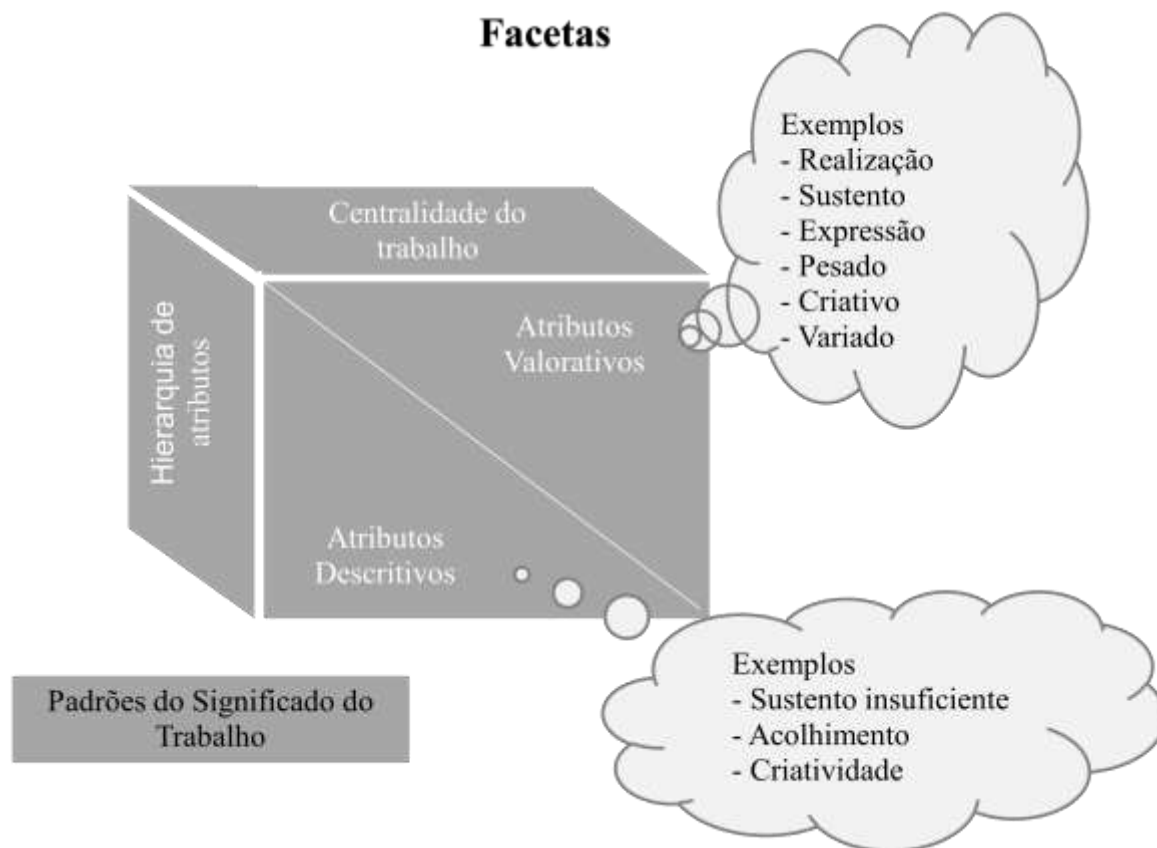 Facetas
Exemplos
- Realização
- Sustento
- Expressão
- Pesado
- Criativo
- Variado
Centralidade do
trabalho
Hierarquia de
atributos
Atributos
Valorativos
Atributos
Descritivos
Exemplos
- Sustento insuficiente
- Acolhimento
- Criatividade
Padrões do Significado do
Trabalho